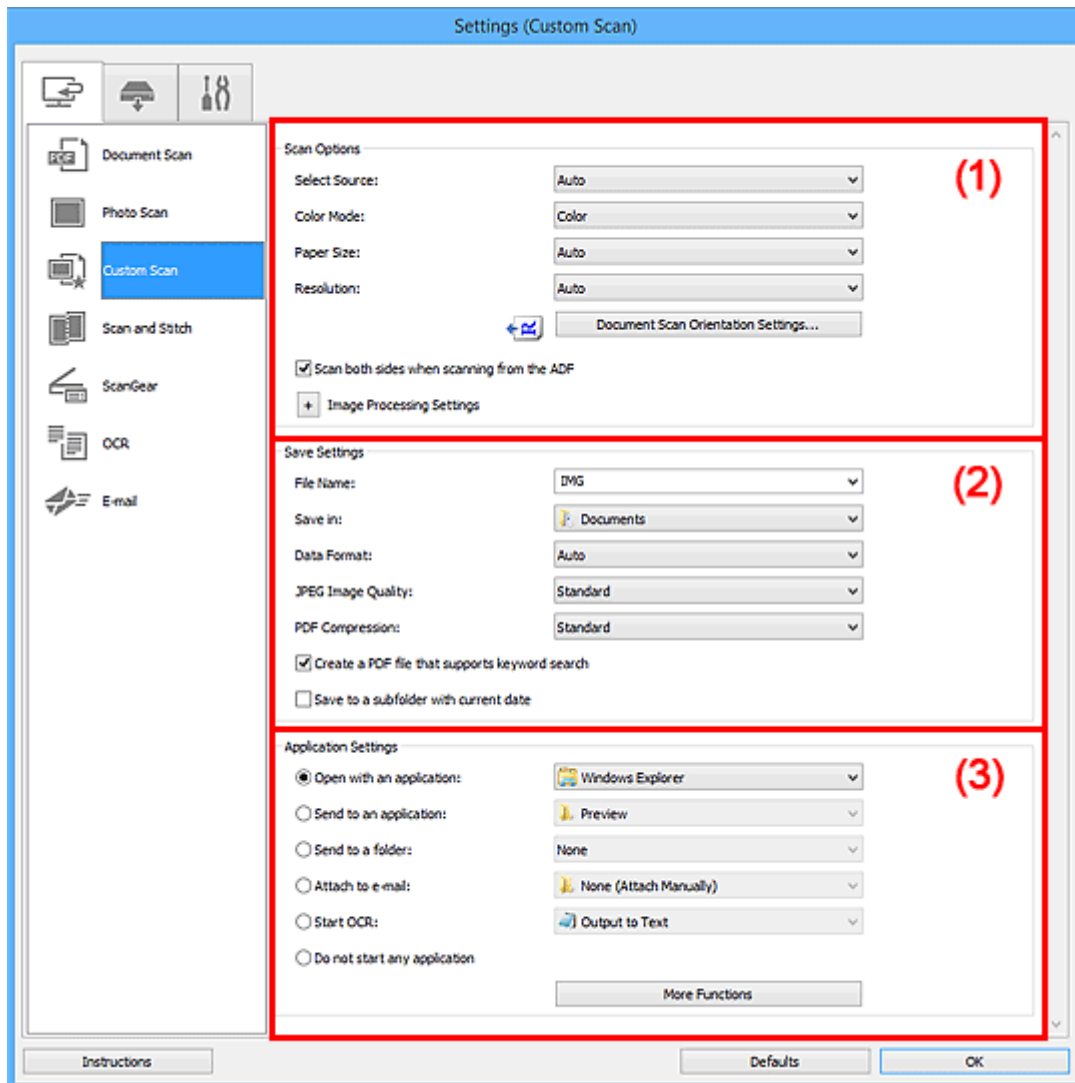 Settings (Custom Scan)
Document Scan
Photo Scan
Custom Scan
Scan and Stitch
ScanGear
OCR
E-mail
(1)
Scan Options
Select Source: Auto
Color Mode: Color
Paper Size: Auto
Resolution: Auto
Document Scan Orientation Settings...
Scan both sides when scanning from the ADF
+ Image Processing Settings
(2)
Save Settings
File Name: IMG
Save in: Documents
Data Format: Auto
JPEG Image Quality: Standard
PDF Compression: Standard
Create a PDF file that supports keyword search
Save to a subfolder with current date
(3)
Application Settings
Open with an application: Windows Explorer
Send to an application: Preview
Send to a folder: None
Attach to e-mail: None (Attach Manually)
Start OCR: Output to Text
Do not start any application
More Functions
Instructions Defaults OK